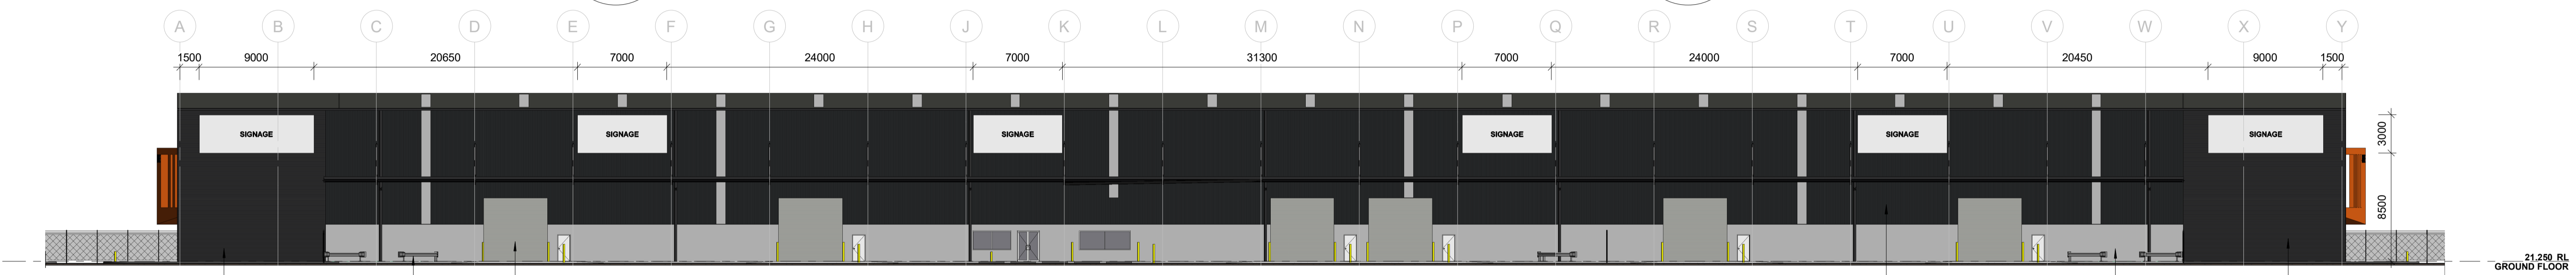 A B C D E F G H J K L M N P Q R S T U V W X Y
1500 9000 20650 7000 24000 7000 31300 7000 24000 7000 20450 9000 1500
SIGNAGE SIGNAGE SIGNAGE SIGNAGE SIGNAGE SIGNAGE
3000
8500
21.250 RL
GROUND FLOOR